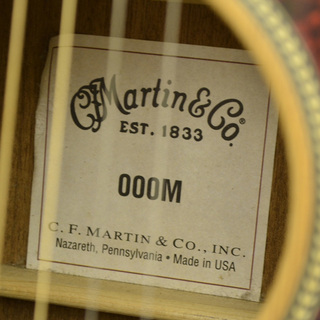 CFMartin & Co.
EST. 1833
000M
C. F. MARTIN & CO., INC.
Nazareth, Pennsylvania • Made in USA